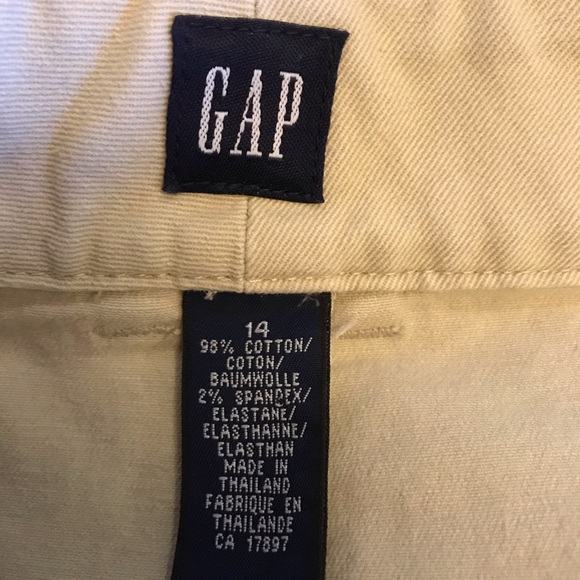 GAP
14
98% COTTON/
COTON/
BAUMWOLLE
2% SPANDEX/
ELASTANE/
ELASTHANNE/
ELASTHAN
MADE IN
THAILAND
FABRIQUE EN
THAILANDE
CA 17897